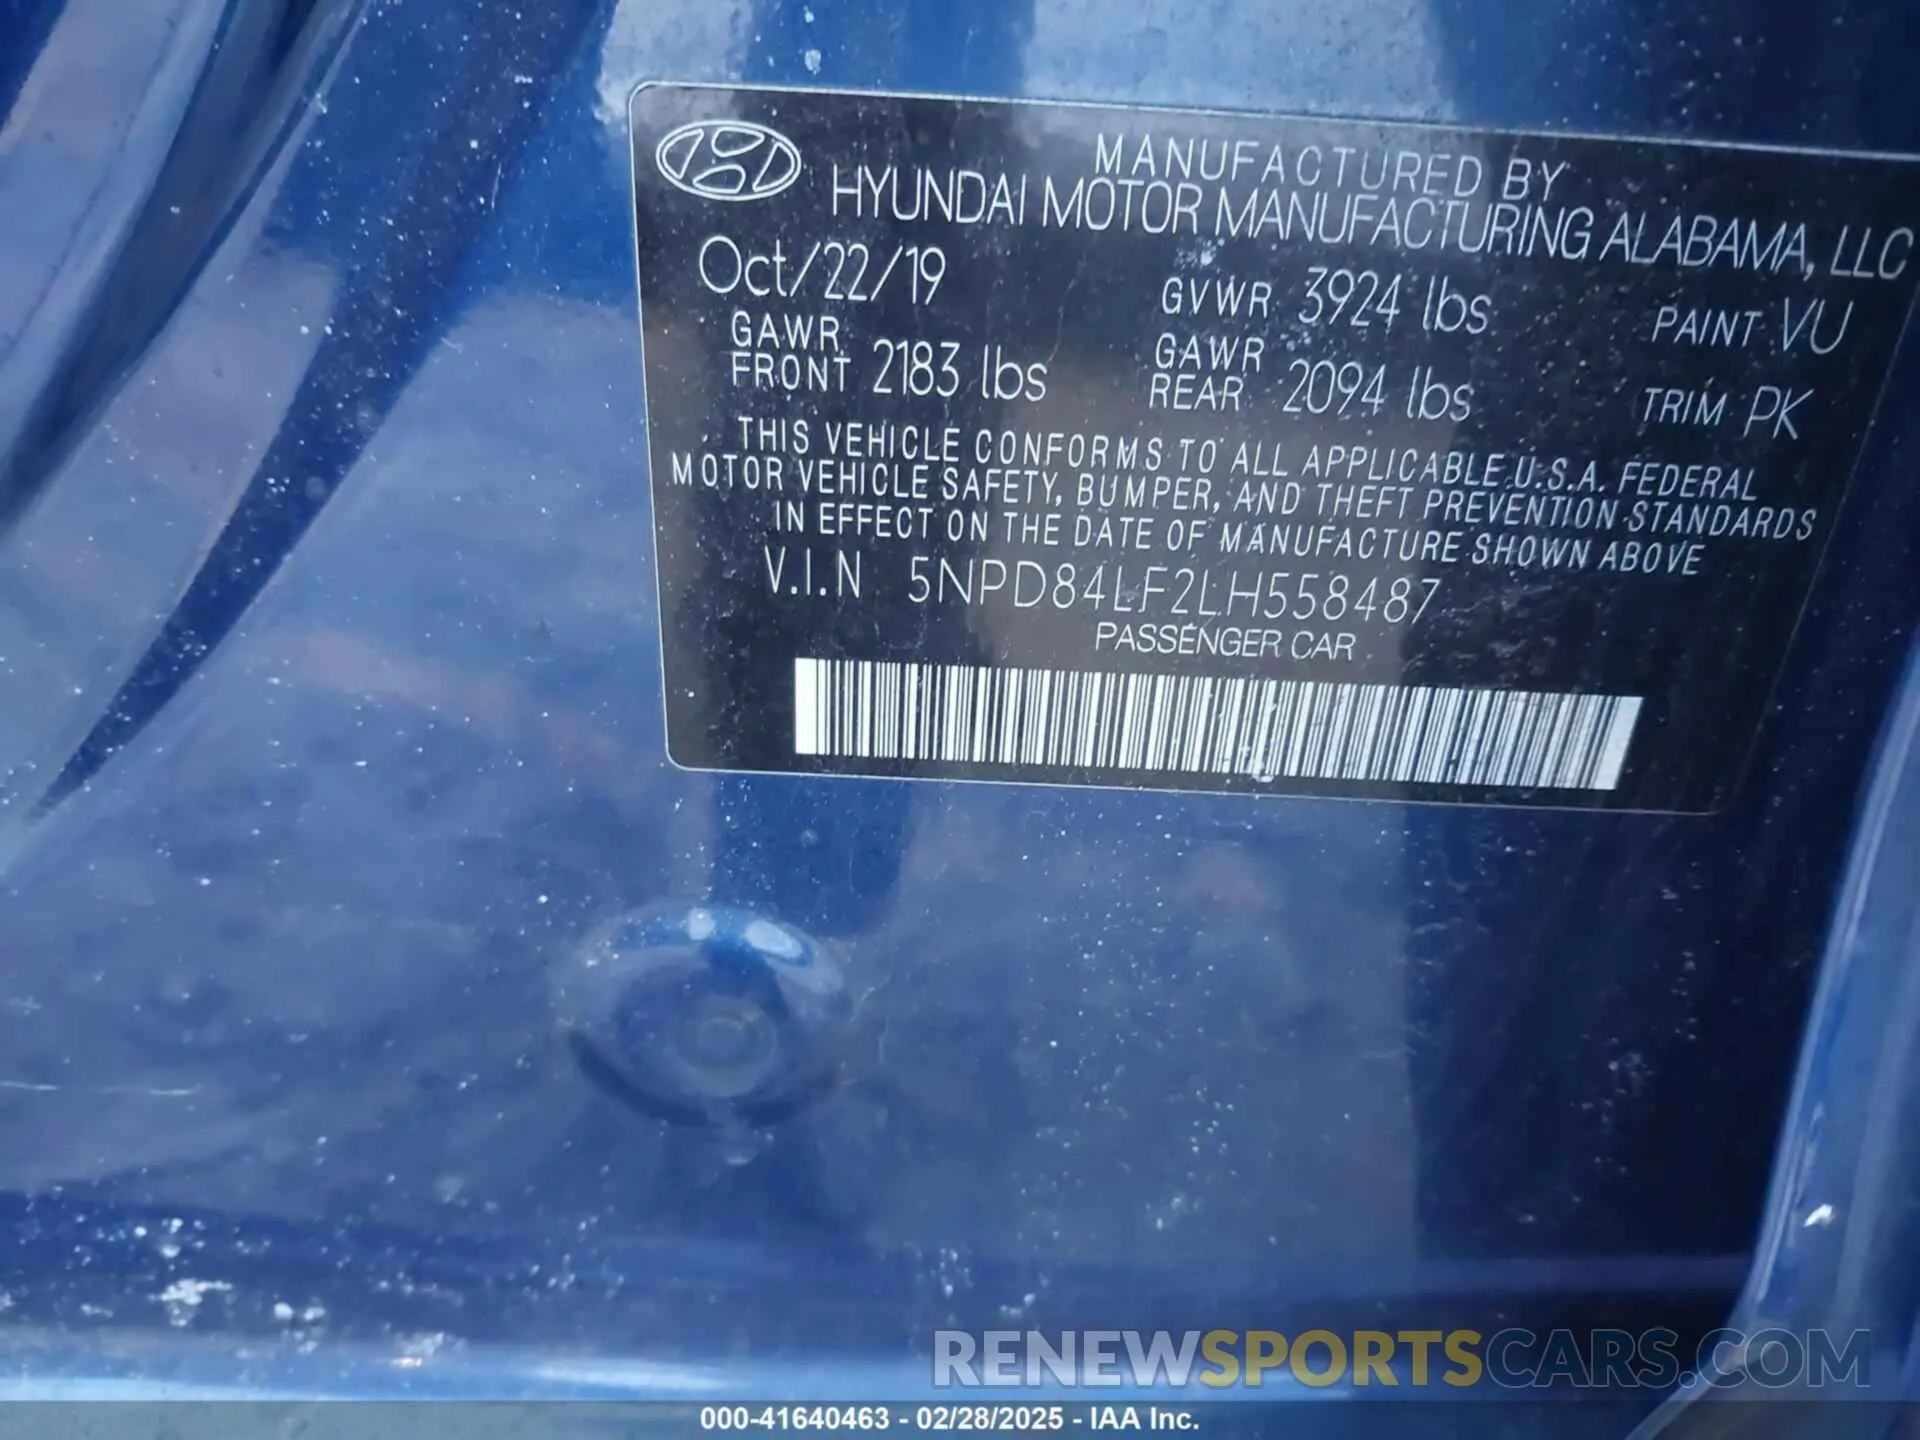 MANUFACTURED BY
HYUNDAI MOTOR MANUFACTURING ALABAMA, LLC
Oct/22/19 GVWR 3924 lbs PAINT VU
GAWR FRONT 2183 lbs GAWR REAR 2094 lbs TRIM PK
THIS VEHICLE CONFORMS TO ALL APPLICABLE U.S.A. FEDERAL
MOTOR VEHICLE SAFETY, BUMPER, AND THEFT PREVENTION STANDARDS
IN EFFECT ON THE DATE OF MANUFACTURE SHOWN ABOVE
V.I.N 5NPD84LF2LH558487
PASSENGER CAR
RENEWSPORTSCARS.COM
000-41640463 - 02/28/2025 - IAA Inc.